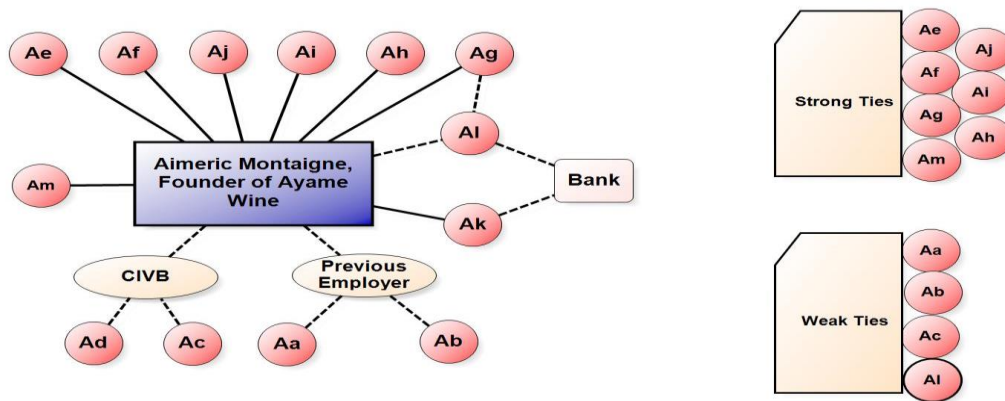 Ae
Af
Aj
Ai
Ah
Ag
Al
Aimeric Montaigne,
Founder of Ayame
Wine
Am
Bank
Ak
CIVB
Previous
Employer
Ad
Ac
Aa
Ab
Strong Ties
Ae
Aj
Af
Ai
Ag
Ah
Am
Weak Ties
Aa
Ab
Ac
Al